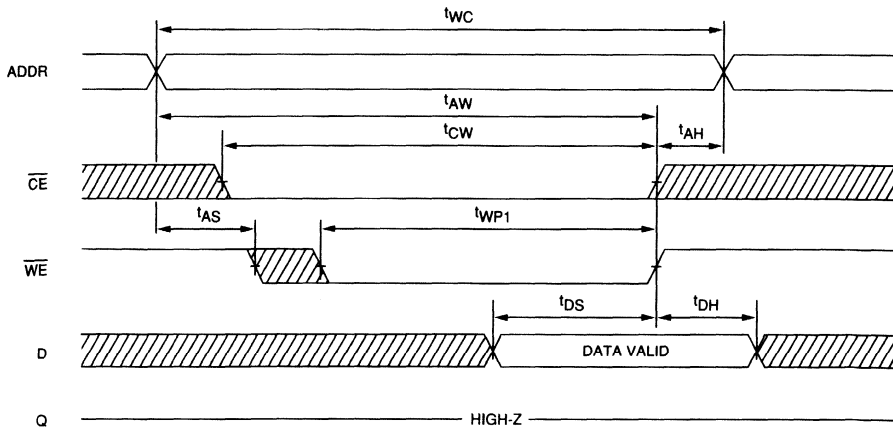 tWC
ADDR
tAW
tCW
tAH
CE
tAS
tWP1
WE
tDS
tDH
D
DATA VALID
Q
HIGH-Z